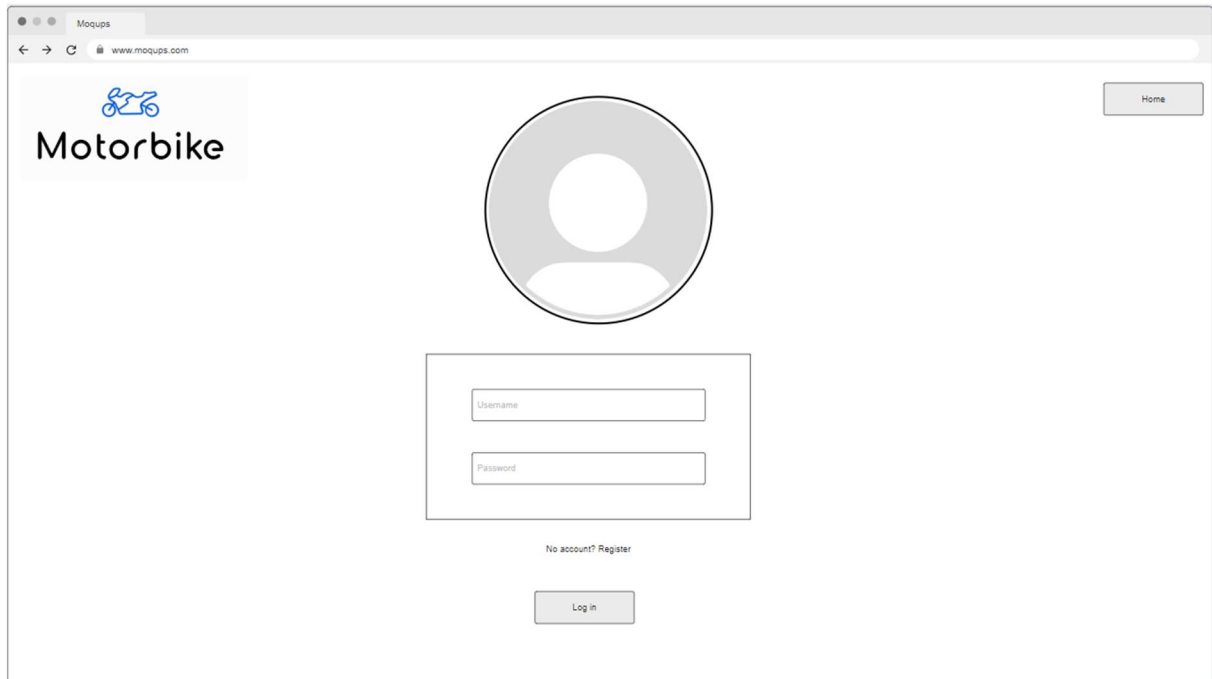 Moqups
www.moqups.com
Motorbike
Home
Username
Password
No account? Register
Log in